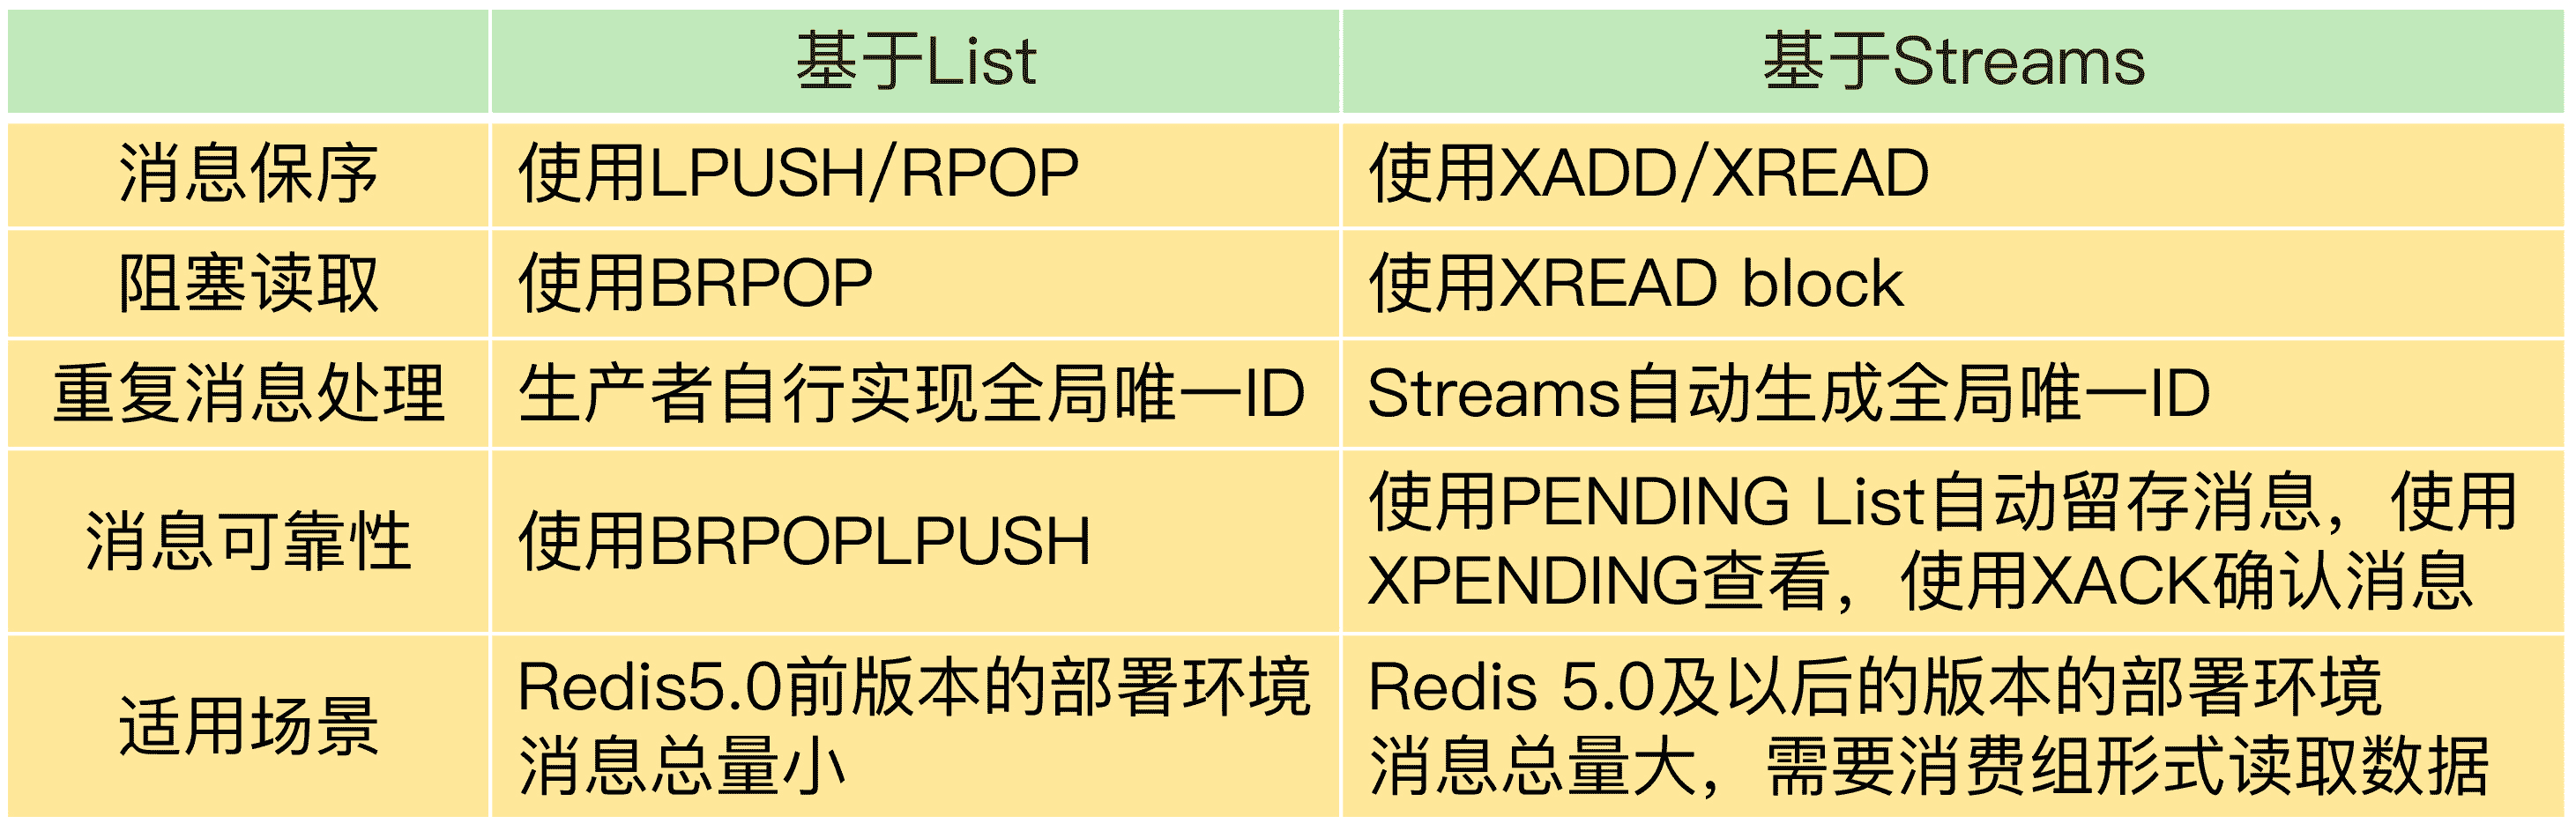 基于List
基于Streams
消息保序
使用LPUSH/RPOP
使用XADD/XREAD
阻塞读取
使用BRPOP
使用XREAD block
重复消息处理
生产者自行实现全局唯一ID
Streams自动生成全局唯一ID
消息可靠性
使用BRPOPLPUSH
使用PENDING List自动留存消息，使用
XPENDING查看，使用XACK确认消息
适用场景
Redis5.0前版本的部署环境
消息总量小
Redis 5.0及以后的版本的部署环境
消息总量大，需要消费组形式读取数据